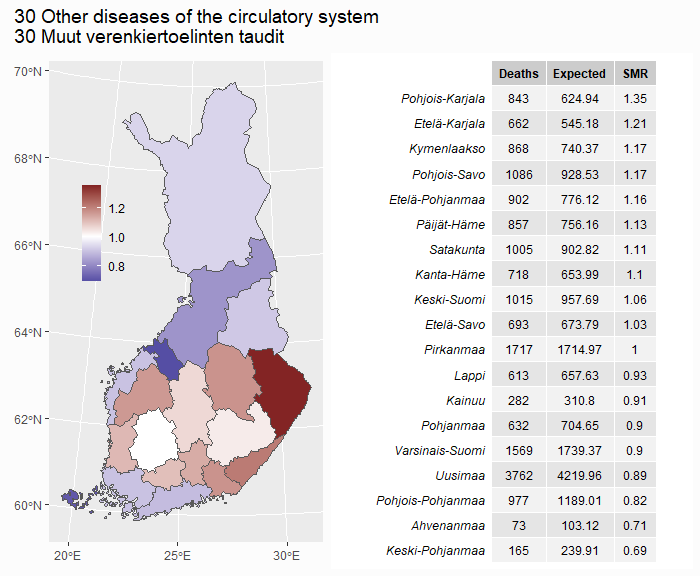 30 Other diseases of the circulatory system
30 Muut verenkiertoelinten taudit
70°N
68°N
66°N
64°N
62°N
60°N
20°E 25°E 30°E
1.2
1.0
0.8
Deaths Expected SMR
Pohjois-Karjala 843 624.94 1.35
Etelä-Karjala 662 545.18 1.21
Kymenlaakso 868 740.37 1.17
Pohjois-Savo 1086 928.53 1.17
Etelä-Pohjanmaa 902 776.12 1.16
Päijät-Häme 857 756.16 1.13
Satakunta 1005 902.82 1.11
Kanta-Häme 718 653.99 1.1
Keski-Suomi 1015 957.69 1.06
Etelä-Savo 693 673.79 1.03
Pirkanmaa 1717 1714.97 1
Lappi 613 657.63 0.93
Kainuu 282 310.8 0.91
Pohjanmaa 632 704.65 0.9
Varsinais-Suomi 1569 1739.37 0.9
Uusimaa 3762 4219.96 0.89
Pohjois-Pohjanmaa 977 1189.01 0.82
Ahvenanmaa 73 103.12 0.71
Keski-Pohjanmaa 165 239.91 0.69